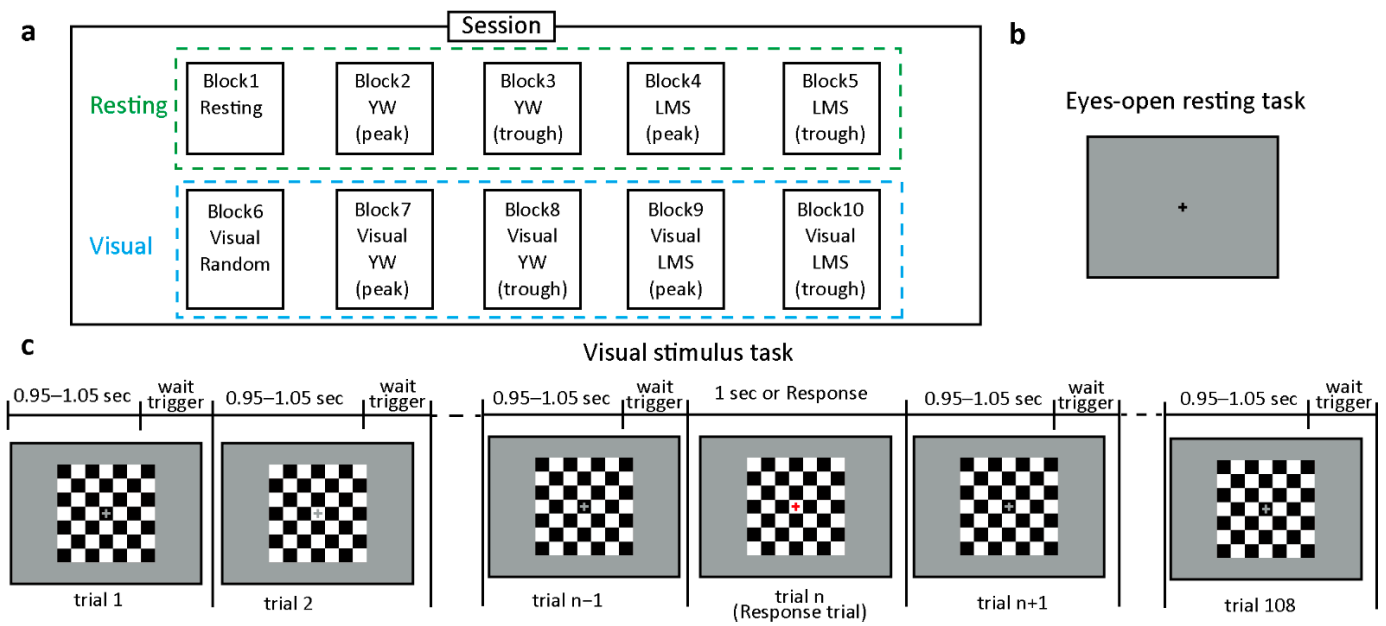 a
Session
b
Resting
Block1
Resting
Block2
YW
(peak)
Block3
YW
(trough)
Block4
LMS
(peak)
Block5
LMS
(trough)
Visual
Block6
Visual
Random
Block7
Visual
YW
(peak)
Block8
Visual
YW
(trough)
Block9
Visual
LMS
(peak)
Block10
Visual
LMS
(trough)
Eyes-open resting task
c
Visual stimulus task
0.95–1.05 sec
wait
trigger
0.95–1.05 sec
wait
trigger
0.95–1.05 sec
wait
trigger
1 sec or Response
0.95–1.05 sec
wait
trigger
0.95–1.05 sec
wait
trigger
trial 1
trial 2
trial n−1
trial n
(Response trial)
trial n+1
trial 108